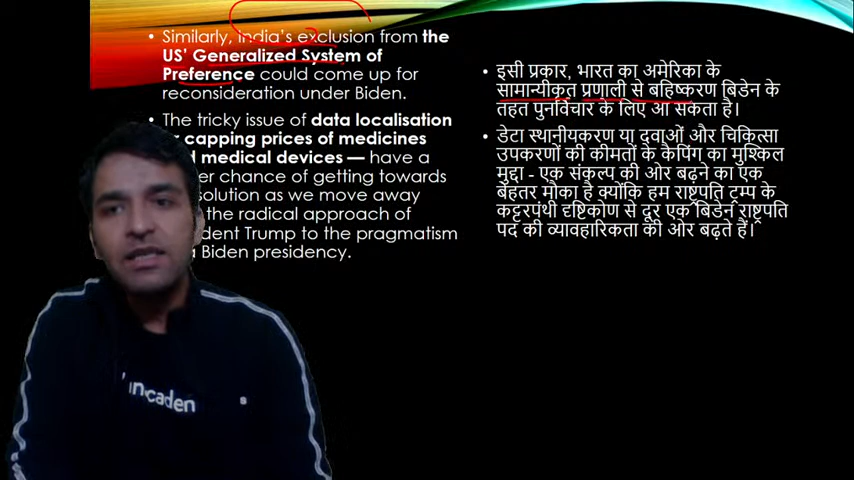 Similarly, India's exclusion from the
US' Generalized System of
Preference could come up for
reconsideration under Biden.
The tricky issue of data localisation
capping prices of medicines
medical devices — have a
chance of getting towards
solution as we move away
the radical approach of
Trump to the pragmatism
Biden presidency.
इसी प्रकार, भारत का अमेरिका के
सामान्यीकृत प्रणाली से बहिष्करण बिडेन के
तहत पुनर्विचार के लिए आ सकता है।
डेटा स्थानीयकरण या दवाओं और चिकित्सा
उपकरणों की कीमतों के कैपिंग का मुश्किल
मुद्दा - एक संकल्प की ओर बढ़ने का एक
बेहतर मौका है क्योंकि हम राष्ट्रपति ट्रम्प के
कट्टरपंथी दृष्टिकोण से दूर एक बिडेन राष्ट्रपति
पद की व्यावहारिकता की ओर बढ़ते हैं।